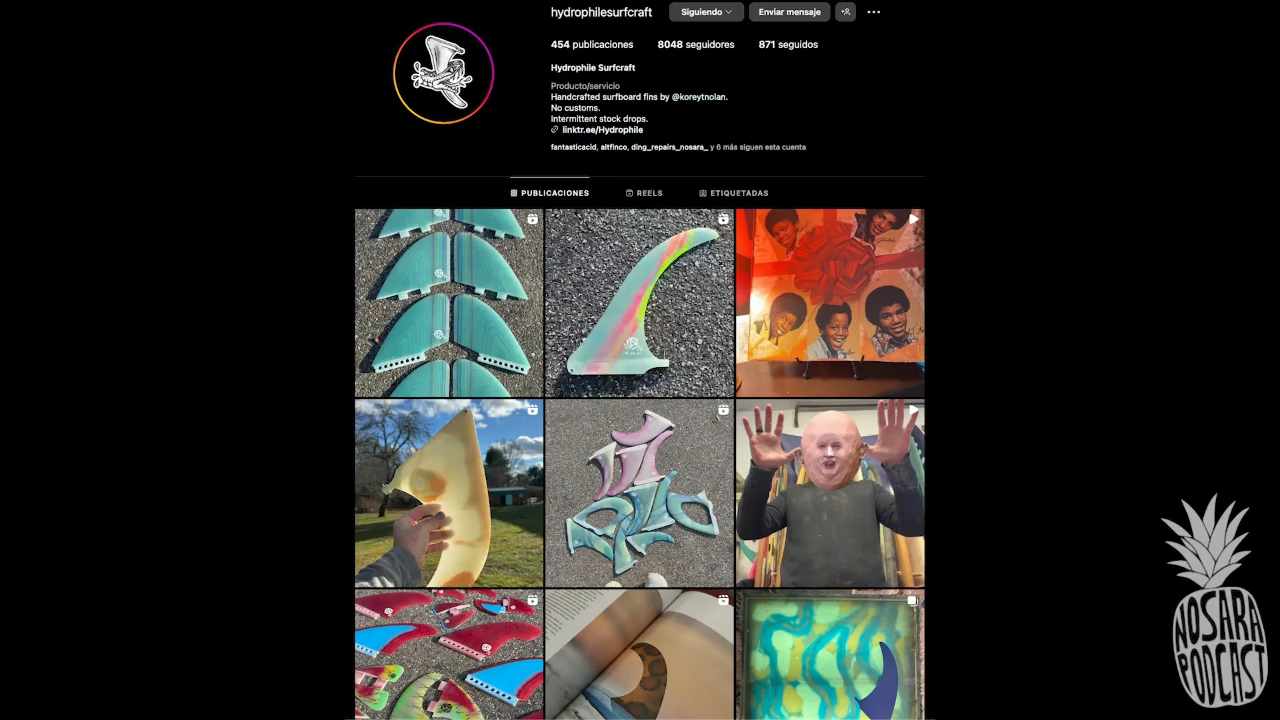 hydrophilesurfcraft
Siguiendo
Enviar mensaje
454 publicaciones 8048 seguidores 871 seguidos
Hydrophile Surfcraft
Producto/servicio
Handcrafted surfboard fins by @koreytnolan.
No customs.
Intermittent stock drops.
linktr.ee/Hydrophile
fantasticacid, altfinco, ding_repairs_nosara_ y 6 más siguen esta cuenta
PUBLICACIONES
REELS
ETIQUETADAS
NOSARA
PODCAST